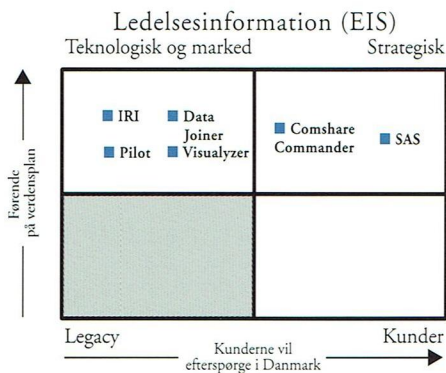 Ledelsesinformation (EIS)
Teknologisk og marked
Strategisk
IRI
Data
Joiner
Pilot
Visualyzer
Comshare
Commander
SAS
Førende
på verdensplan
Legacy
Kunder
Kunderne vil
efterspørge i Danmark